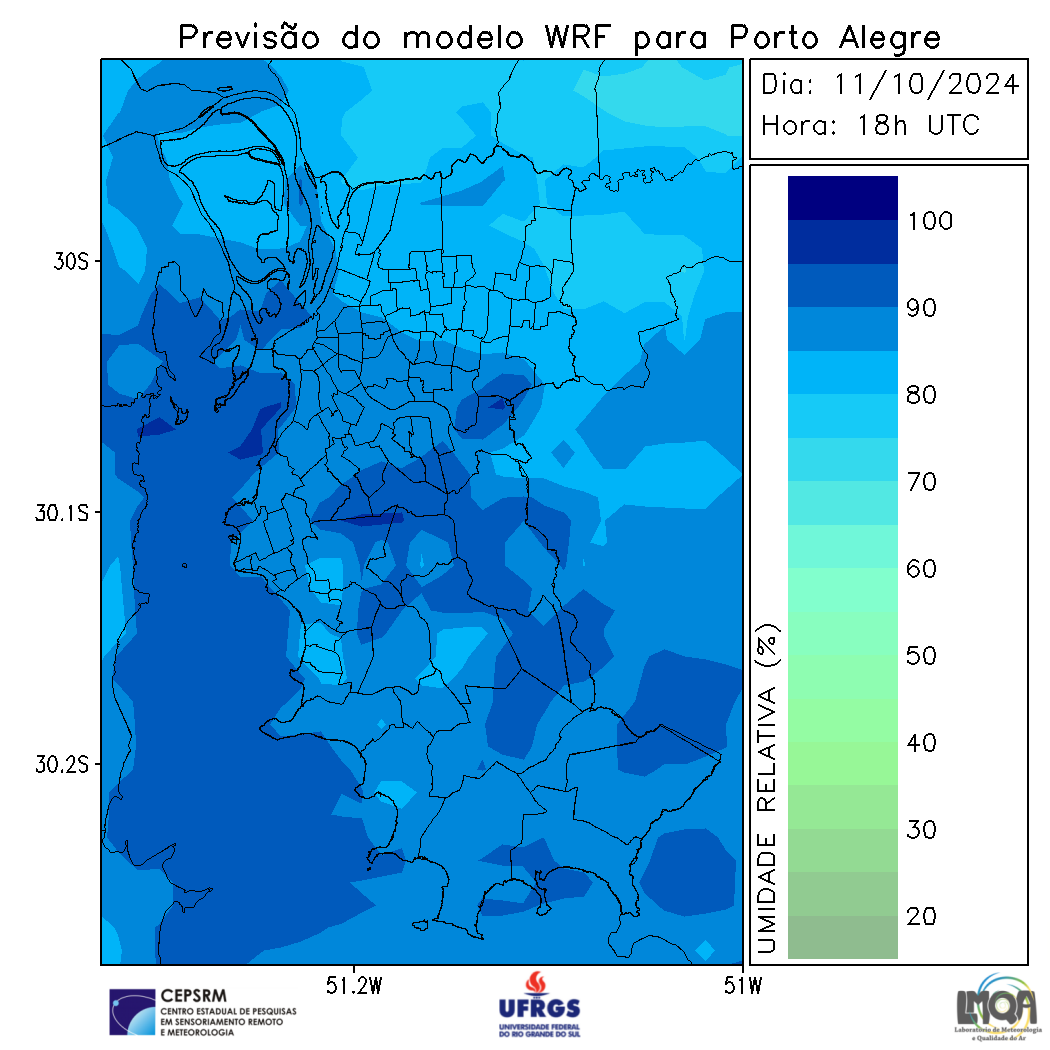 Previsão do modelo WRF para Porto Alegre
Dia: 11/10/2024
Hora: 18h UTC
100
90
80
70
60
50
40
30
20
UMIDADE RELATIVA (%)
30S
30.1S
30.2S
51.2W
51W
CEPSRM
CENTRO ESTADUAL DE PESQUISAS
EM SENSORIAMENTO REMOTO
E METEOROLOGIA
UFRGS
UNIVERSIDADE FEDERAL
DO RIO GRANDE DO SUL
LMQA
Laboratório de Meteorologia
e Qualidade do Ar